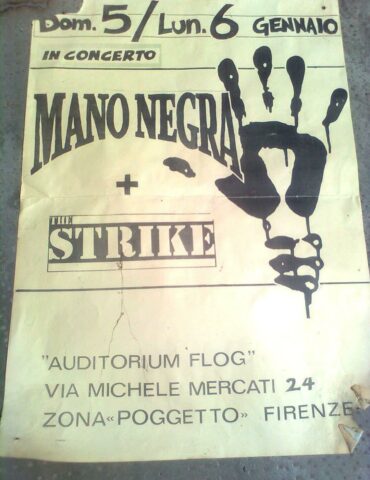 Dom. 5/Lun. 6 GENNAIO
IN CONCERTO
MANO NEGRA
+
THE
STRIKE
"AUDITORIUM FLOG"
VIA MICHELE MERCATI 24
ZONA «POGGETTO» FIRENZE